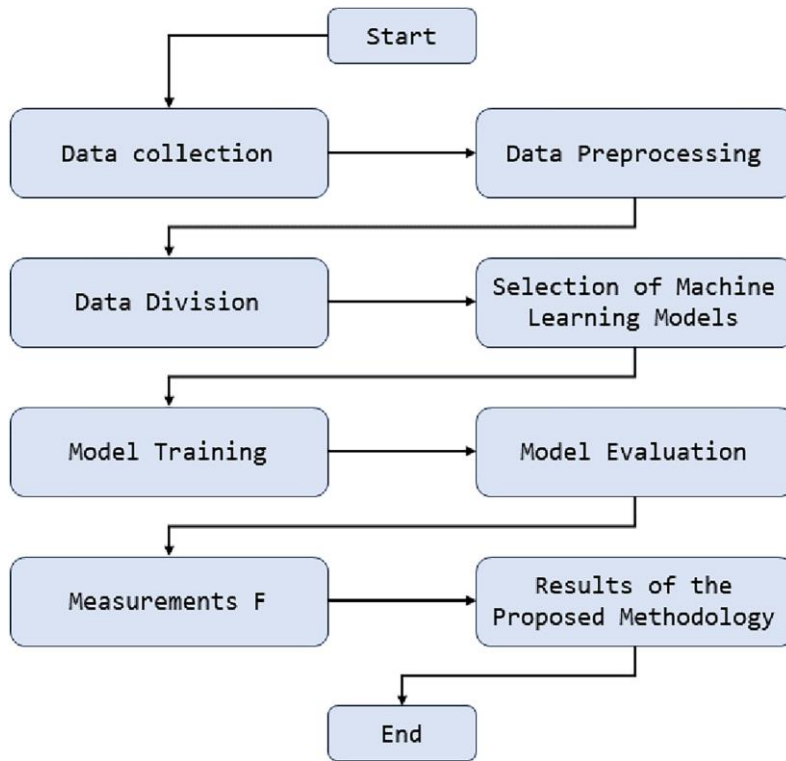 Start
Data collection
Data Preprocessing
Data Division
Selection of Machine
Learning Models
Model Training
Model Evaluation
Measurements F
Results of the
Proposed Methodology
End